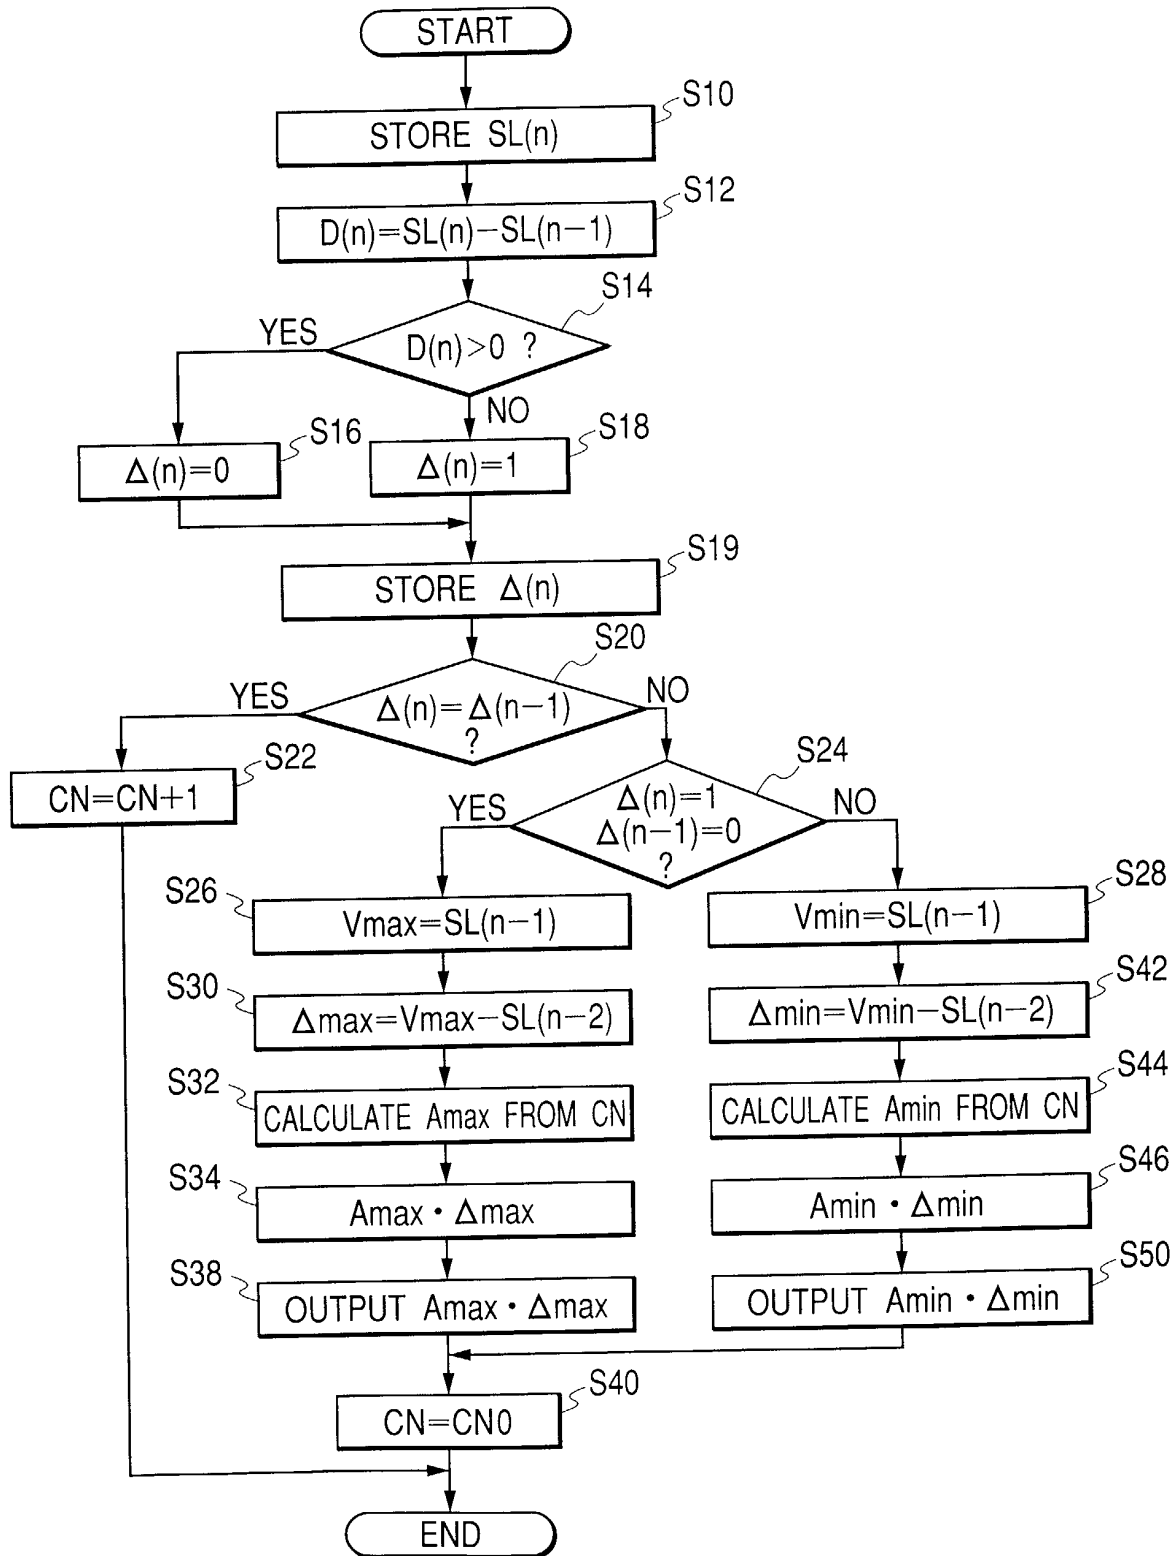 START
S10
STORE SL(n)
S12
D(n)=SL(n)−SL(n−1)
S14
YES
D(n)>0 ?
NO
S16
S18
Δ(n)=0
Δ(n)=1
S19
STORE Δ(n)
S20
YES
NO
Δ(n)=Δ(n−1)
?
S22
S24
CN=CN+1
YES
Δ(n)=1
NO
Δ(n−1)=0
?
S26
S28
Vmax=SL(n−1)
Vmin=SL(n−1)
S30
S42
Δmax=Vmax−SL(n−2)
Δmin=Vmin−SL(n−2)
S32
S44
CALCULATE Amax FROM CN
CALCULATE Amin FROM CN
S34
S46
Amax・Δmax
Amin・Δmin
S38
S50
OUTPUT Amax・Δmax
OUTPUT Amin・Δmin
S40
CN=CN0
END